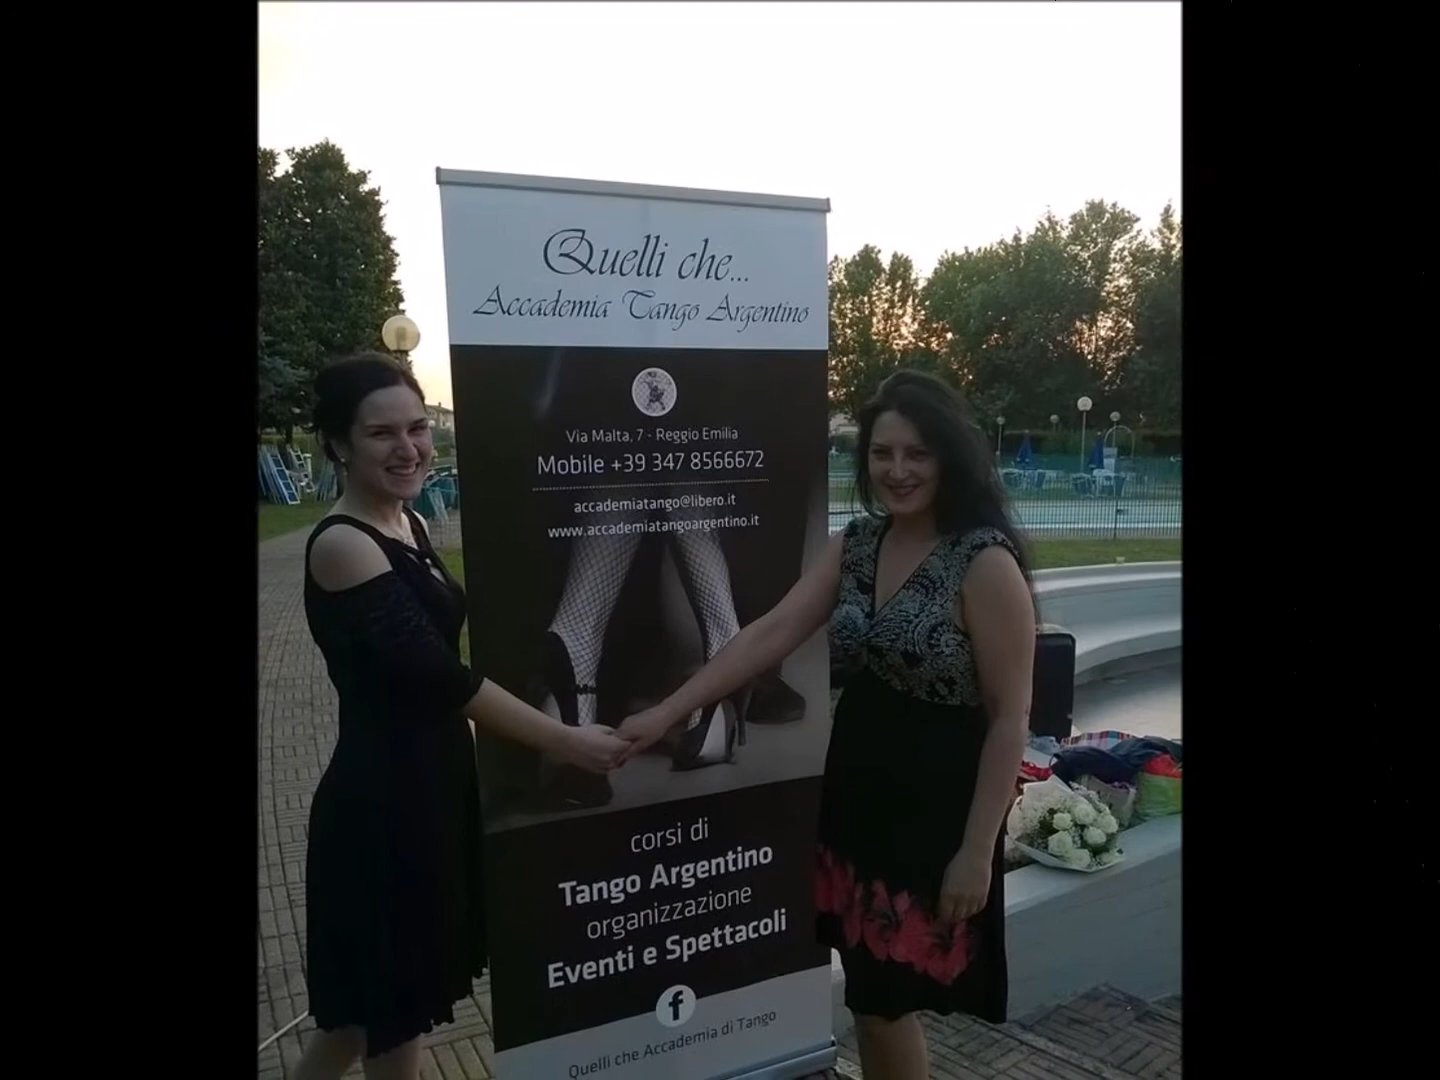 Quelli che...
Accademia Tango Argentino
Via Malta, 7 - Reggio Emilia
Mobile +39 347 8566672
accademiatango@libero.it
www.accademiatangoargentino.it
corsi di
Tango Argentino
organizzazione
Eventi e Spettacoli
f
Quelli che Accademia di Tango